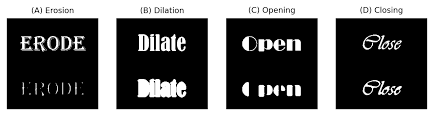 (A) Erosion
(B) Dilation
(C) Opening
(D) Closing
ERODE
Dilate
Open
Close
ERODE
Dilate
Open
Close